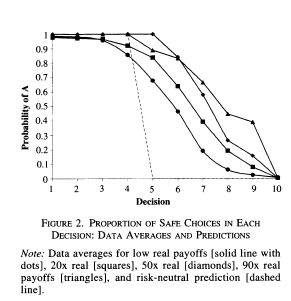 Probability of A
1
0.9
0.8
0.7
0.6
0.5
0.4
0.3
0.2
0.1
0
1 2 3 4 5 6 7 8 9 10
Decision
FIGURE 2. PROPORTION OF SAFE CHOICES IN EACH
DECISION: DATA AVERAGES AND PREDICTIONS
Note: Data averages for low real payoffs [solid line with
dots], 20x real [squares], 50x real [diamonds], 90x real
payoffs [triangles], and risk-neutral prediction [dashed
line].